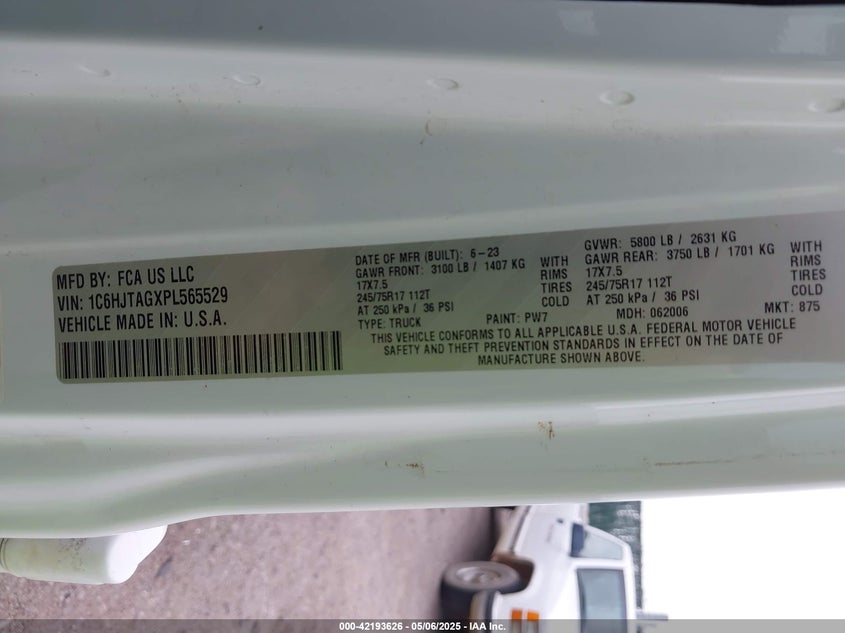 MFD BY: FCA US LLC
VIN: 1C6HJTAGXPL565529
VEHICLE MADE IN: U.S.A.
DATE OF MFR (BUILT): 6-23
GAWR FRONT: 3100 LB / 1407 KG WITH
17X7.5 RIMS
245/75R17 112T TIRES
AT 250 kPa / 36 PSI COLD
TYPE: TRUCK PAINT: PW7
GVWR: 5800 LB / 2631 KG
GAWR REAR: 3750 LB / 1701 KG WITH
17X7.5 RIMS
245/75R17 112T TIRES
AT 250 kPa / 36 PSI COLD
MDH: 062006 MKT: 875
THIS VEHICLE CONFORMS TO ALL APPLICABLE U.S.A. FEDERAL MOTOR VEHICLE
SAFETY AND THEFT PREVENTION STANDARDS IN EFFECT ON THE DATE OF
MANUFACTURE SHOWN ABOVE.
000-42193626 - 05/06/2025 - IAA Inc.